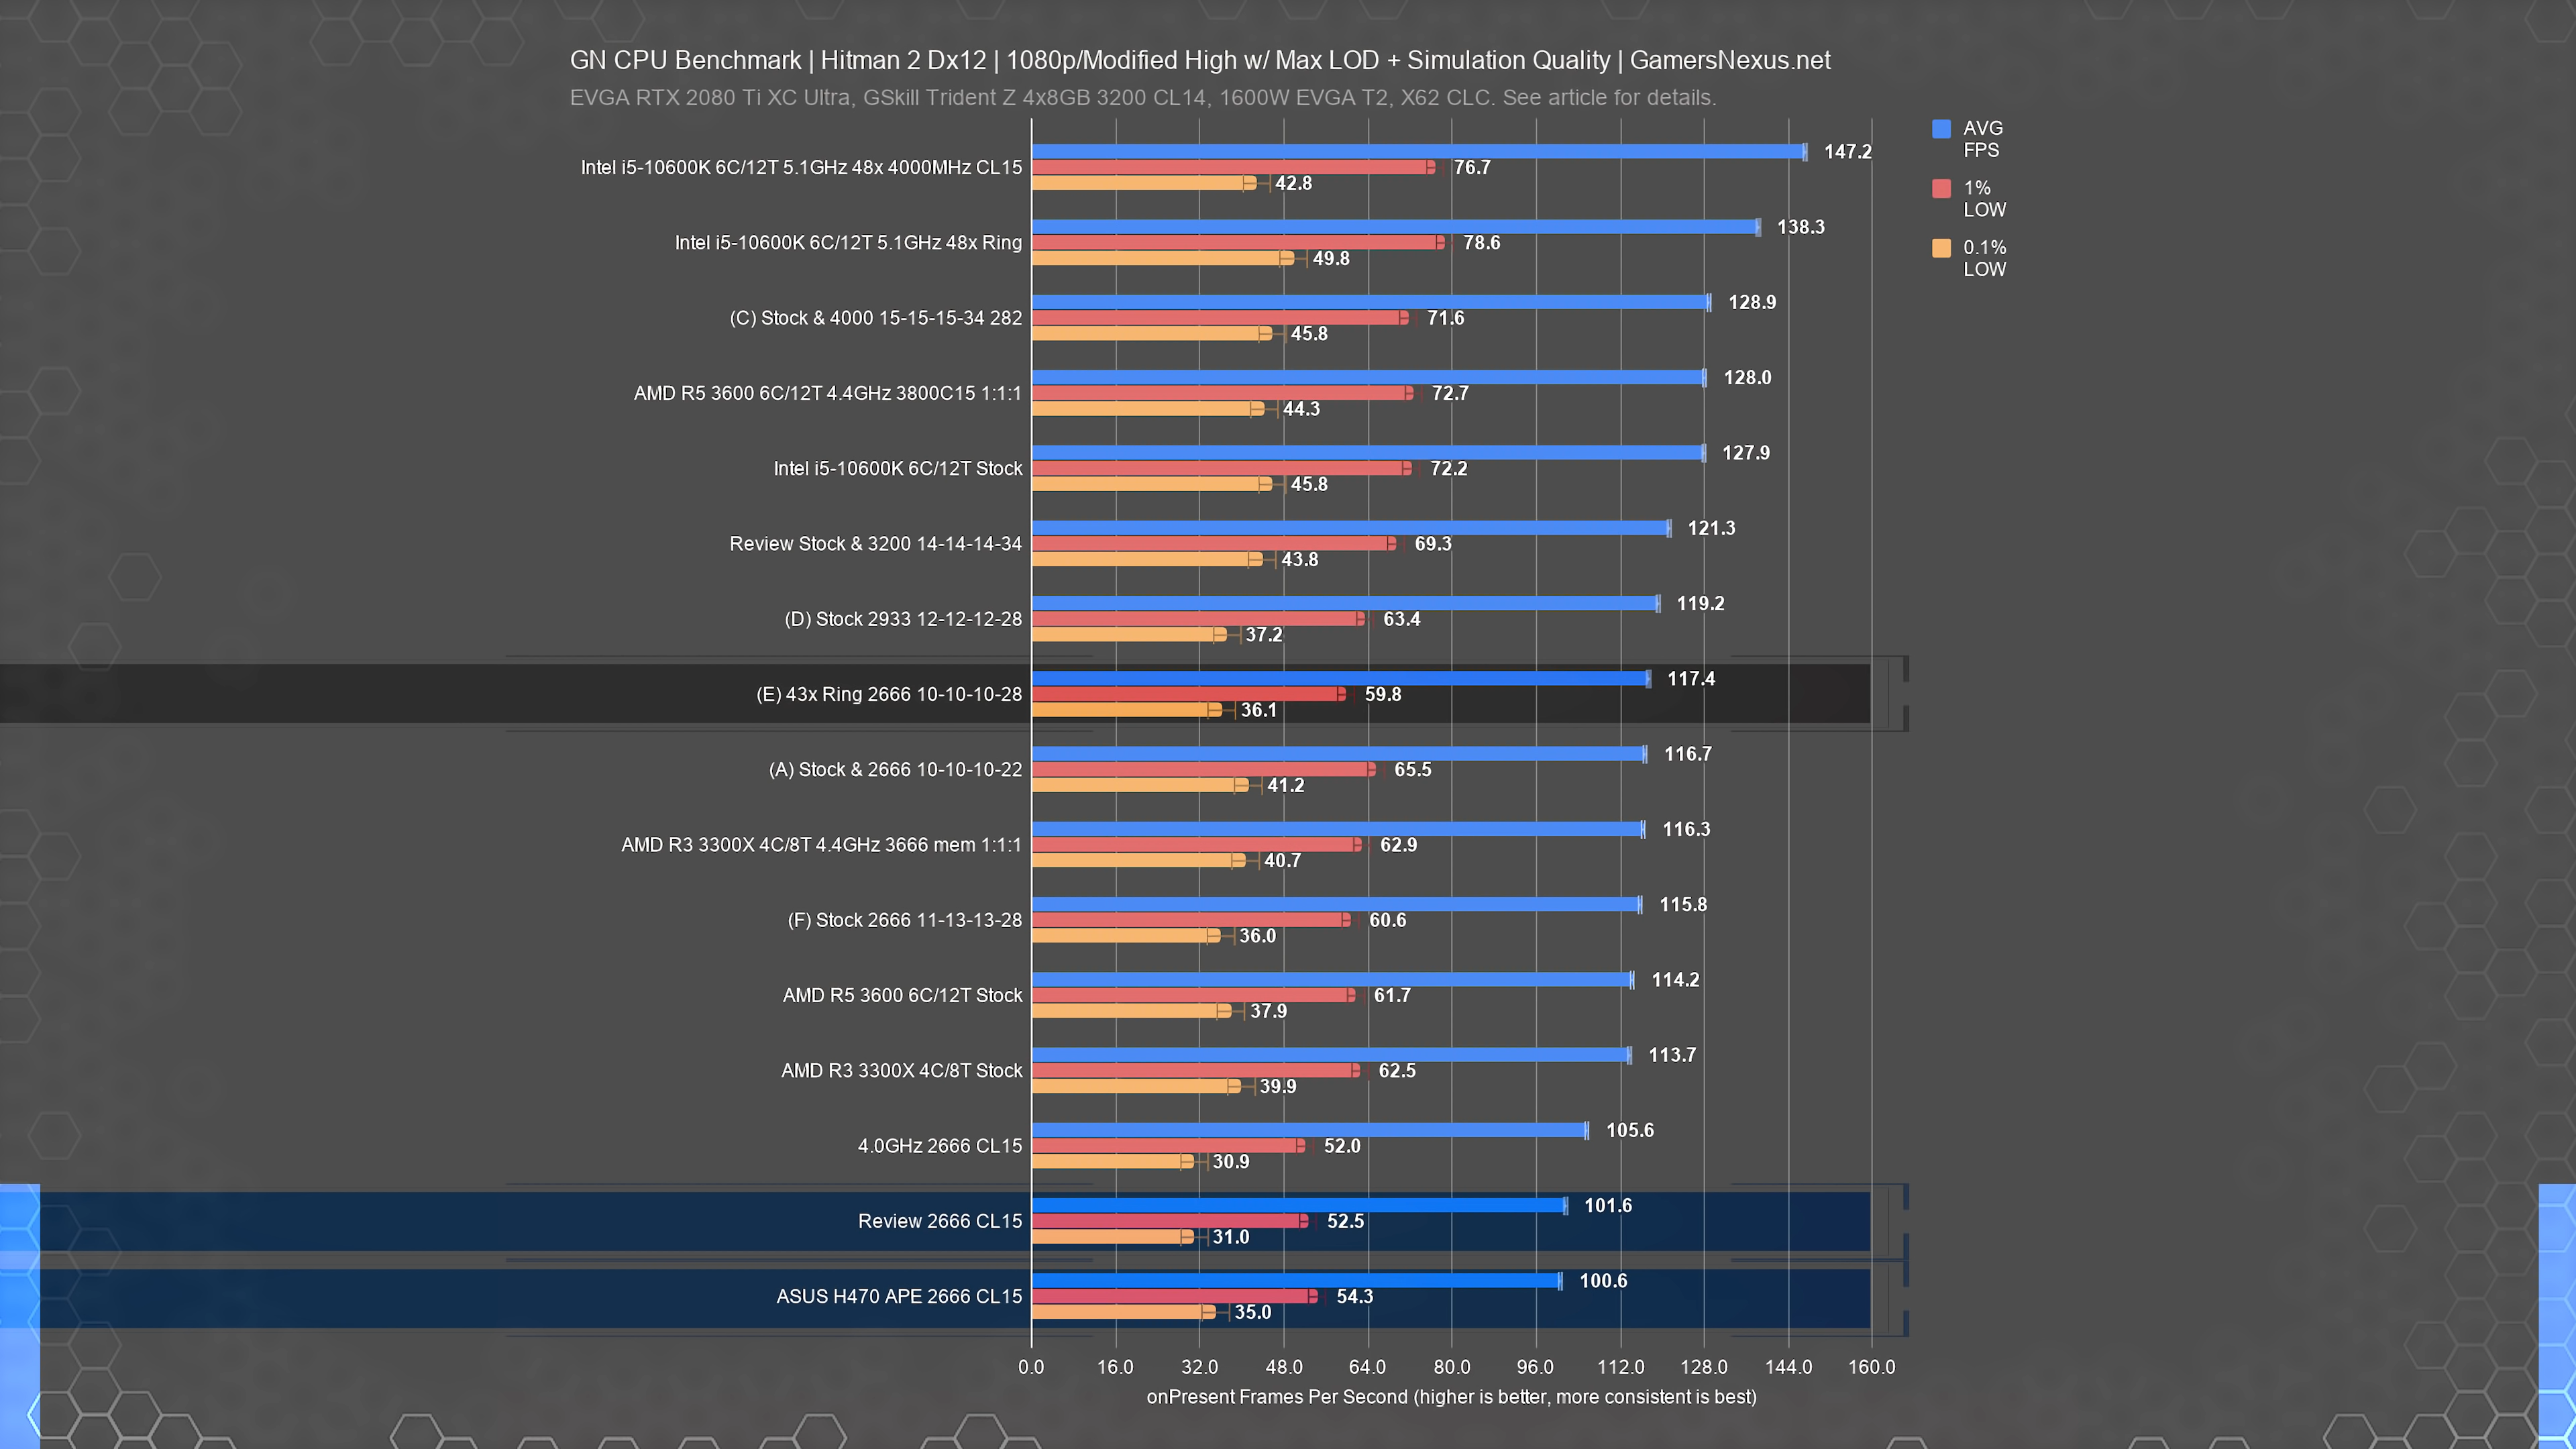 GN CPU Benchmark | Hitman 2 Dx12 | 1080p/Modified High w/ Max LOD + Simulation Quality | GamersNexus.net
EVGA RTX 2080 Ti XC Ultra, GSkill Trident Z 4x8GB 3200 CL14, 1600W EVGA T2, X62 CLC. See article for details.
AVG
FPS
1%
LOW
0.1%
LOW
Intel i5-10600K 6C/12T 5.1GHz 48x 4000MHz CL15
147.2
76.7
42.8
Intel i5-10600K 6C/12T 5.1GHz 48x Ring
138.3
78.6
49.8
(C) Stock & 4000 15-15-15-34 282
128.9
71.6
45.8
AMD R5 3600 6C/12T 4.4GHz 3800C15 1:1:1
128.0
72.7
44.3
Intel i5-10600K 6C/12T Stock
127.9
72.2
45.8
Review Stock & 3200 14-14-14-34
121.3
69.3
43.8
(D) Stock 2933 12-12-12-28
119.2
63.4
37.2
(E) 43x Ring 2666 10-10-10-28
117.4
59.8
36.1
(A) Stock & 2666 10-10-10-22
116.7
65.5
41.2
AMD R3 3300X 4C/8T 4.4GHz 3666 mem 1:1:1
116.3
62.9
40.7
(F) Stock 2666 11-13-13-28
115.8
60.6
36.0
AMD R5 3600 6C/12T Stock
114.2
61.7
37.9
AMD R3 3300X 4C/8T Stock
113.7
62.5
39.9
4.0GHz 2666 CL15
105.6
52.0
30.9
Review 2666 CL15
101.6
52.5
31.0
ASUS H470 APE 2666 CL15
100.6
54.3
35.0
0.0 16.0 32.0 48.0 64.0 80.0 96.0 112.0 128.0 144.0 160.0
onPresent Frames Per Second (higher is better, more consistent is best)